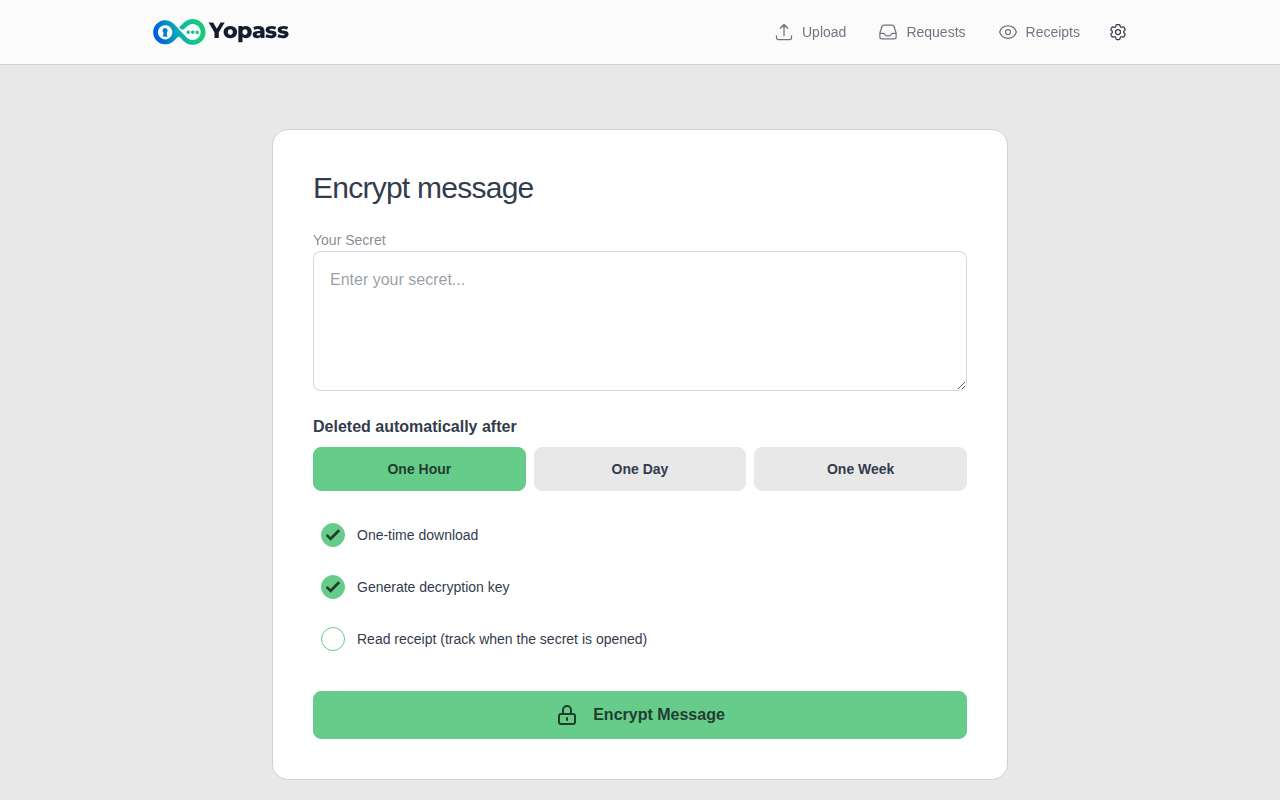 Yopass
Upload
Requests
Receipts
Encrypt message
Your Secret
Enter your secret...
Deleted automatically after
One Hour
One Day
One Week
One-time download
Generate decryption key
Read receipt (track when the secret is opened)
Encrypt Message